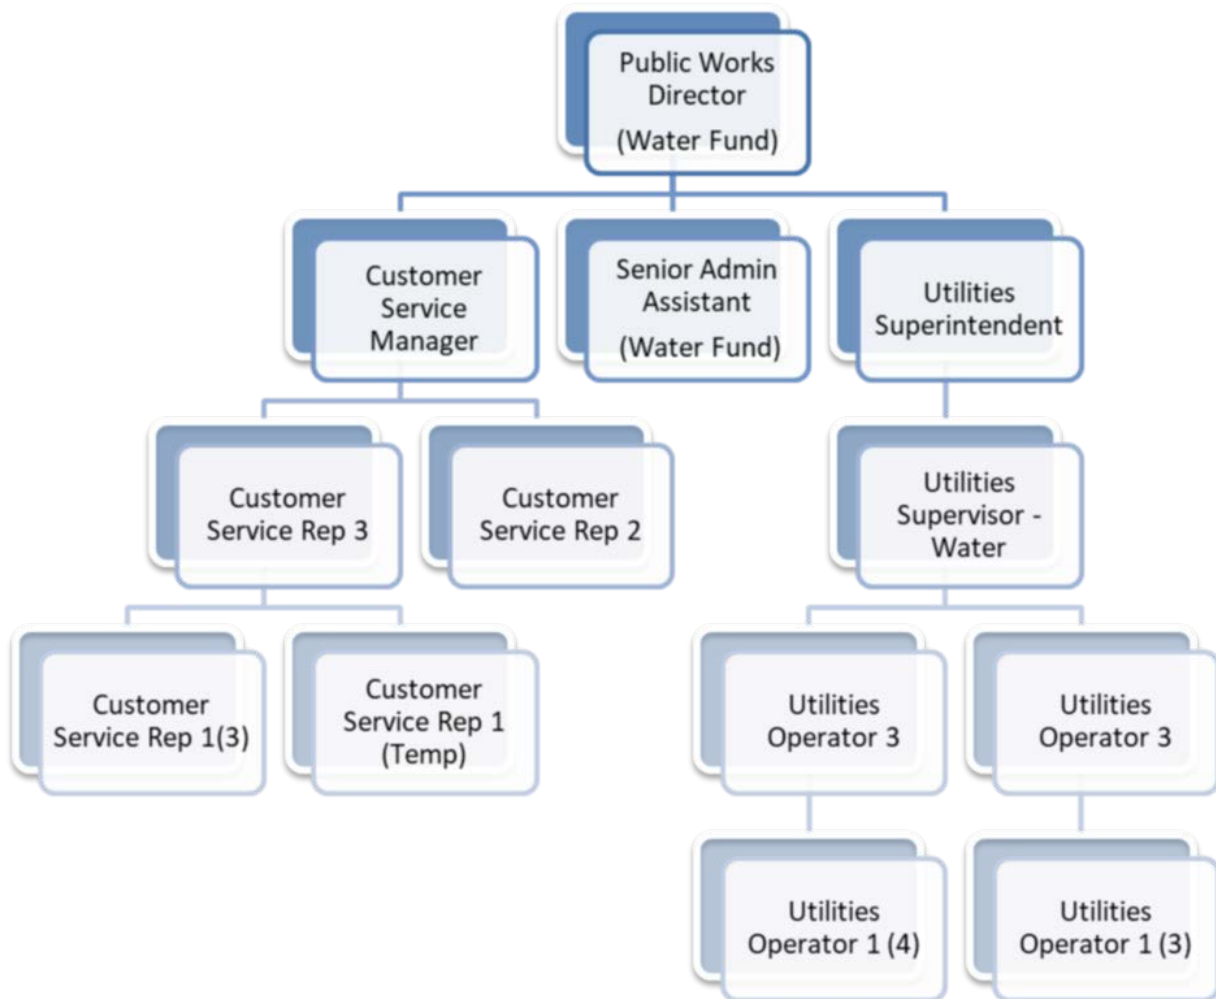 Public Works
Director
(Water Fund)
Customer
Service
Manager
Senior Admin
Assistant
(Water Fund)
Utilities
Superintendent
Customer
Service Rep 3
Customer
Service Rep 2
Utilities
Supervisor -
Water
Customer
Service Rep 1(3)
Customer
Service Rep 1
(Temp)
Utilities
Operator 3
Utilities
Operator 3
Utilities
Operator 1 (4)
Utilities
Operator 1 (3)